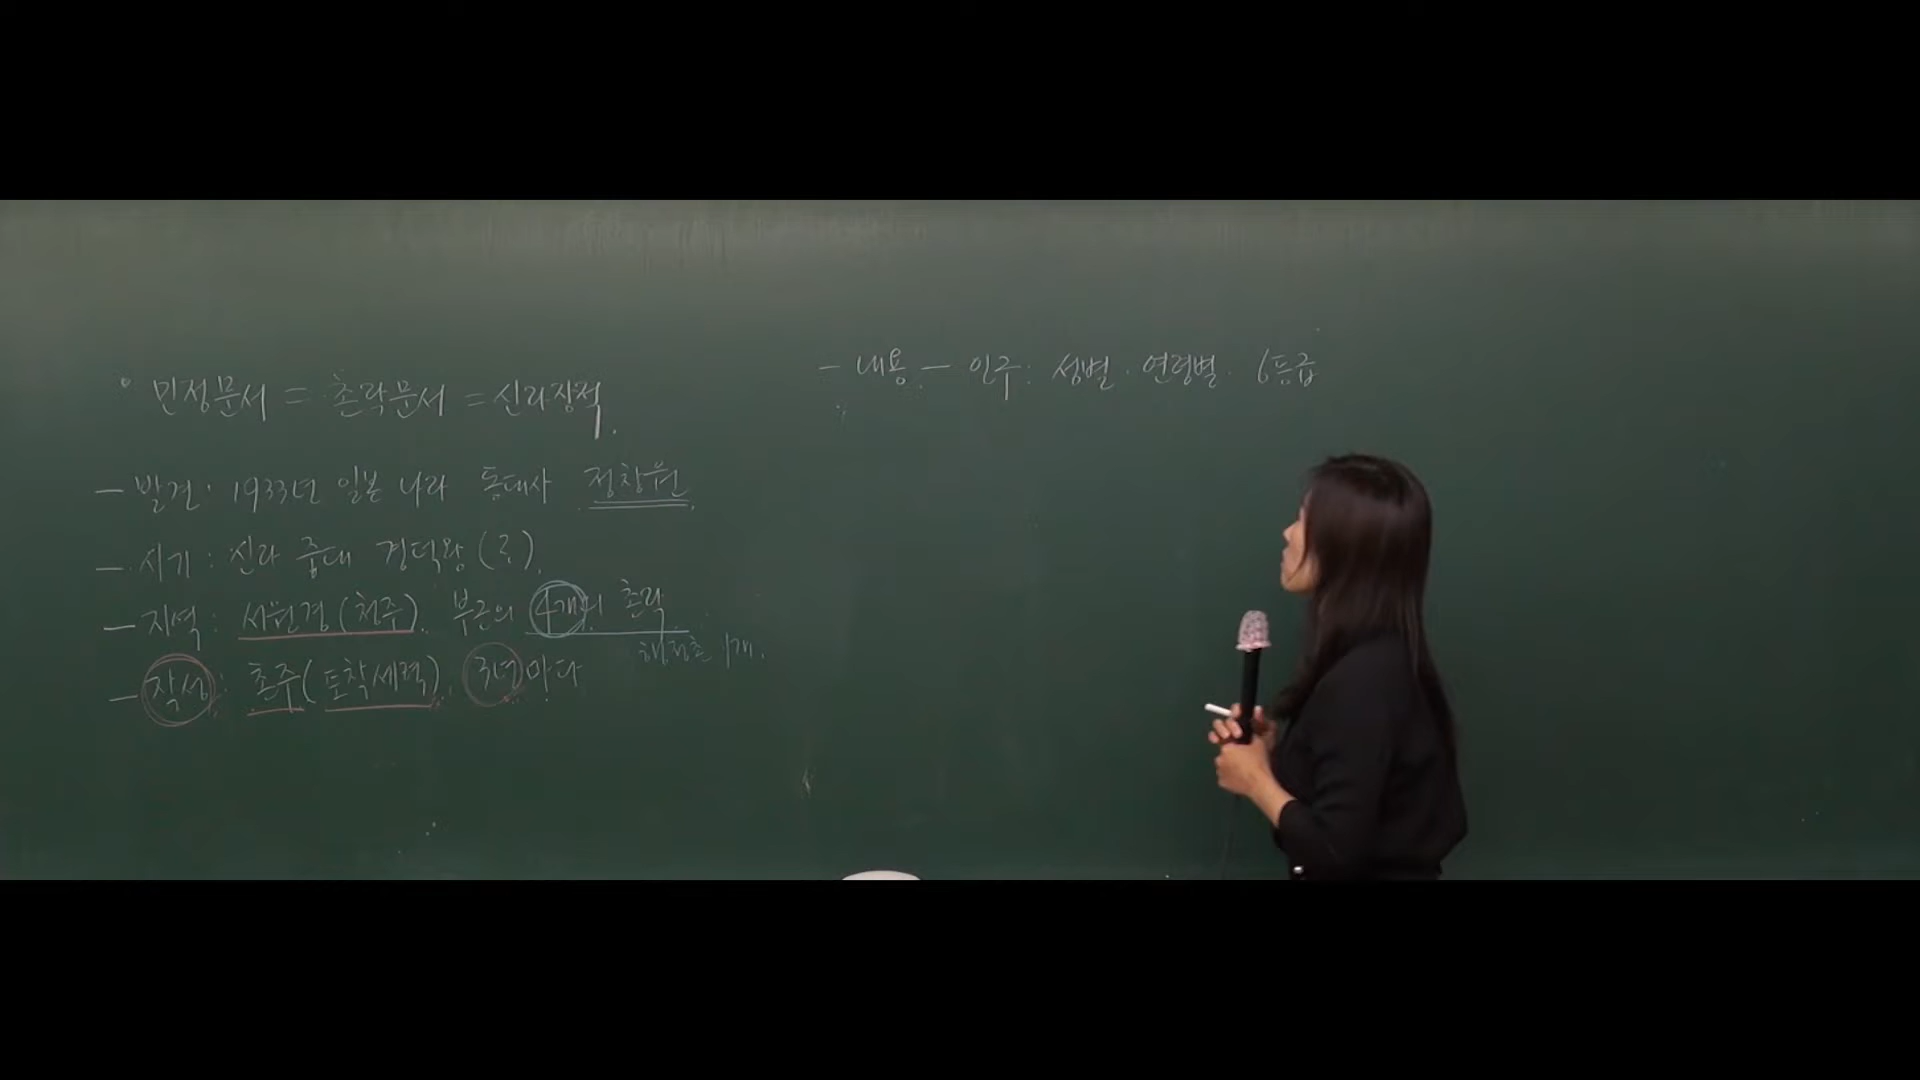 ° 민정문서 = 촌락문서 = 신라장적.
- 발견: 1933년 일본 나라 동대사 정창원.
- 시기: 신라 중대 경덕왕(?).
- 지역: 서원경(청주). 부근의 4개의 촌락.
행정촌 1개.
- 작성: 촌주(토착세력). 3년마다
- 내용 - 인구: 성별·연령별·6등급